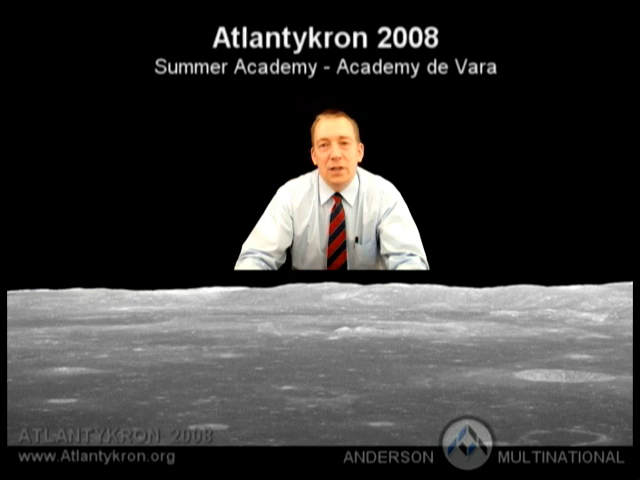 Atlantykron 2008
Summer Academy - Academy de Vara
ATLANTYKRON 2008
www.Atlantykron.org
ANDERSON MULTINATIONAL